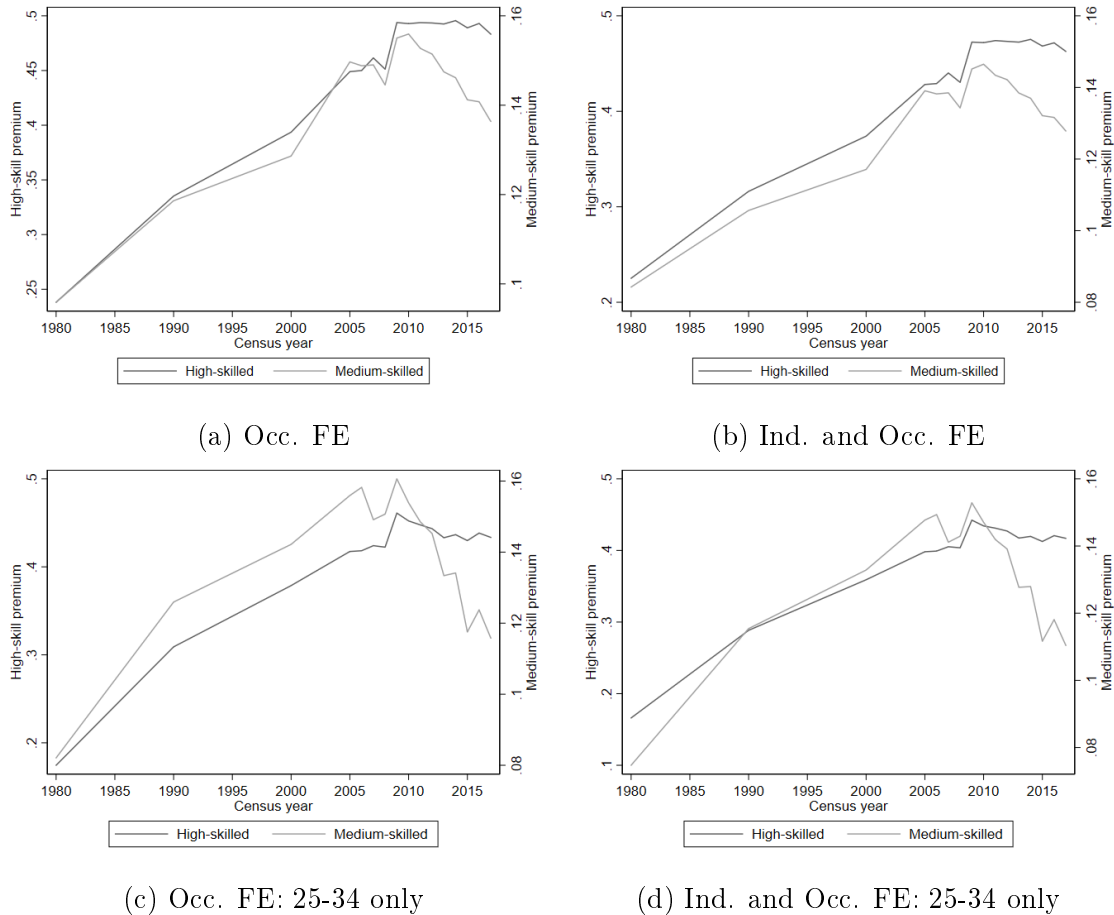 High-skill premium
.25 .3 .35 .4 .45 .5
Medium-skill premium
.1 .12 .14 .16
1980 1985 1990 1995 2000 2005 2010 2015
Census year
High-skilled Medium-skilled
(a) Occ. FE
High-skill premium
.2 .3 .4 .5
Medium-skill premium
.08 .1 .12 .14 .16
1980 1985 1990 1995 2000 2005 2010 2015
Census year
High-skilled Medium-skilled
(b) Ind. and Occ. FE
High-skill premium
.2 .3 .4 .5
Medium-skill premium
.08 .1 .12 .14 .16
1980 1985 1990 1995 2000 2005 2010 2015
Census year
High-skilled Medium-skilled
(c) Occ. FE: 25-34 only
High-skill premium
.1 .2 .3 .4 .5
Medium-skill premium
.08 .1 .12 .14 .16
1980 1985 1990 1995 2000 2005 2010 2015
Census year
High-skilled Medium-skilled
(d) Ind. and Occ. FE: 25-34 only